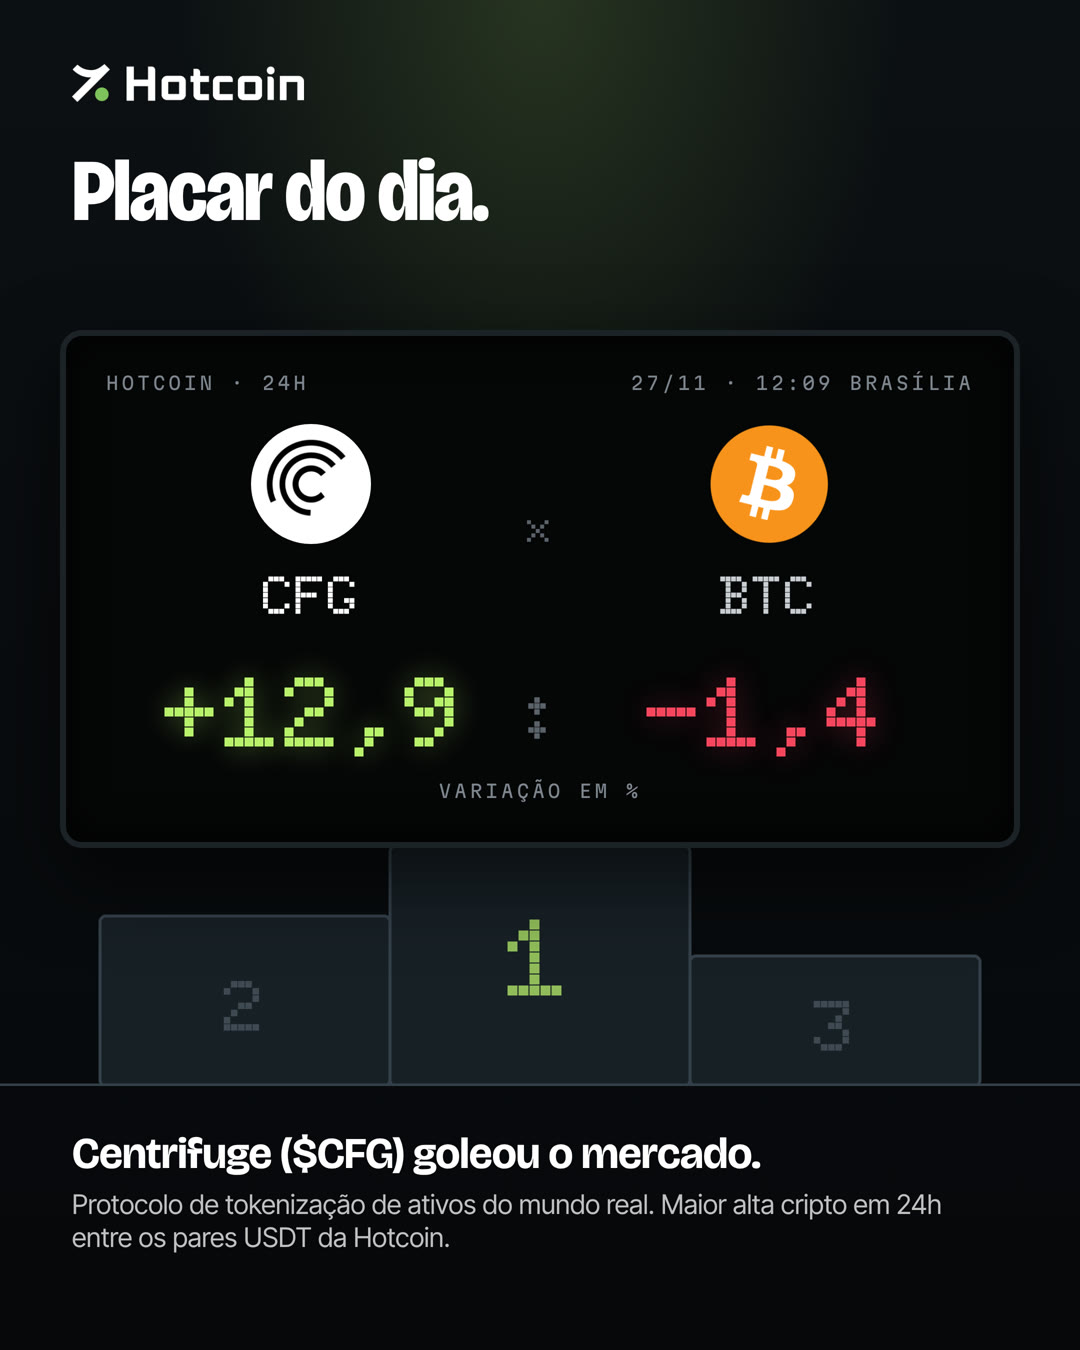 Hotcoin
Placar do dia.
HOTCOIN · 24H
27/11 · 12:09 BRASÍLIA
x
CFG
BTC
+12,9 : -1,4
VARIAÇÃO EM %
1
2
3
Centrifuge ($CFG) goleou o mercado.
Protocolo de tokenização de ativos do mundo real. Maior alta cripto em 24h
entre os pares USDT da Hotcoin.